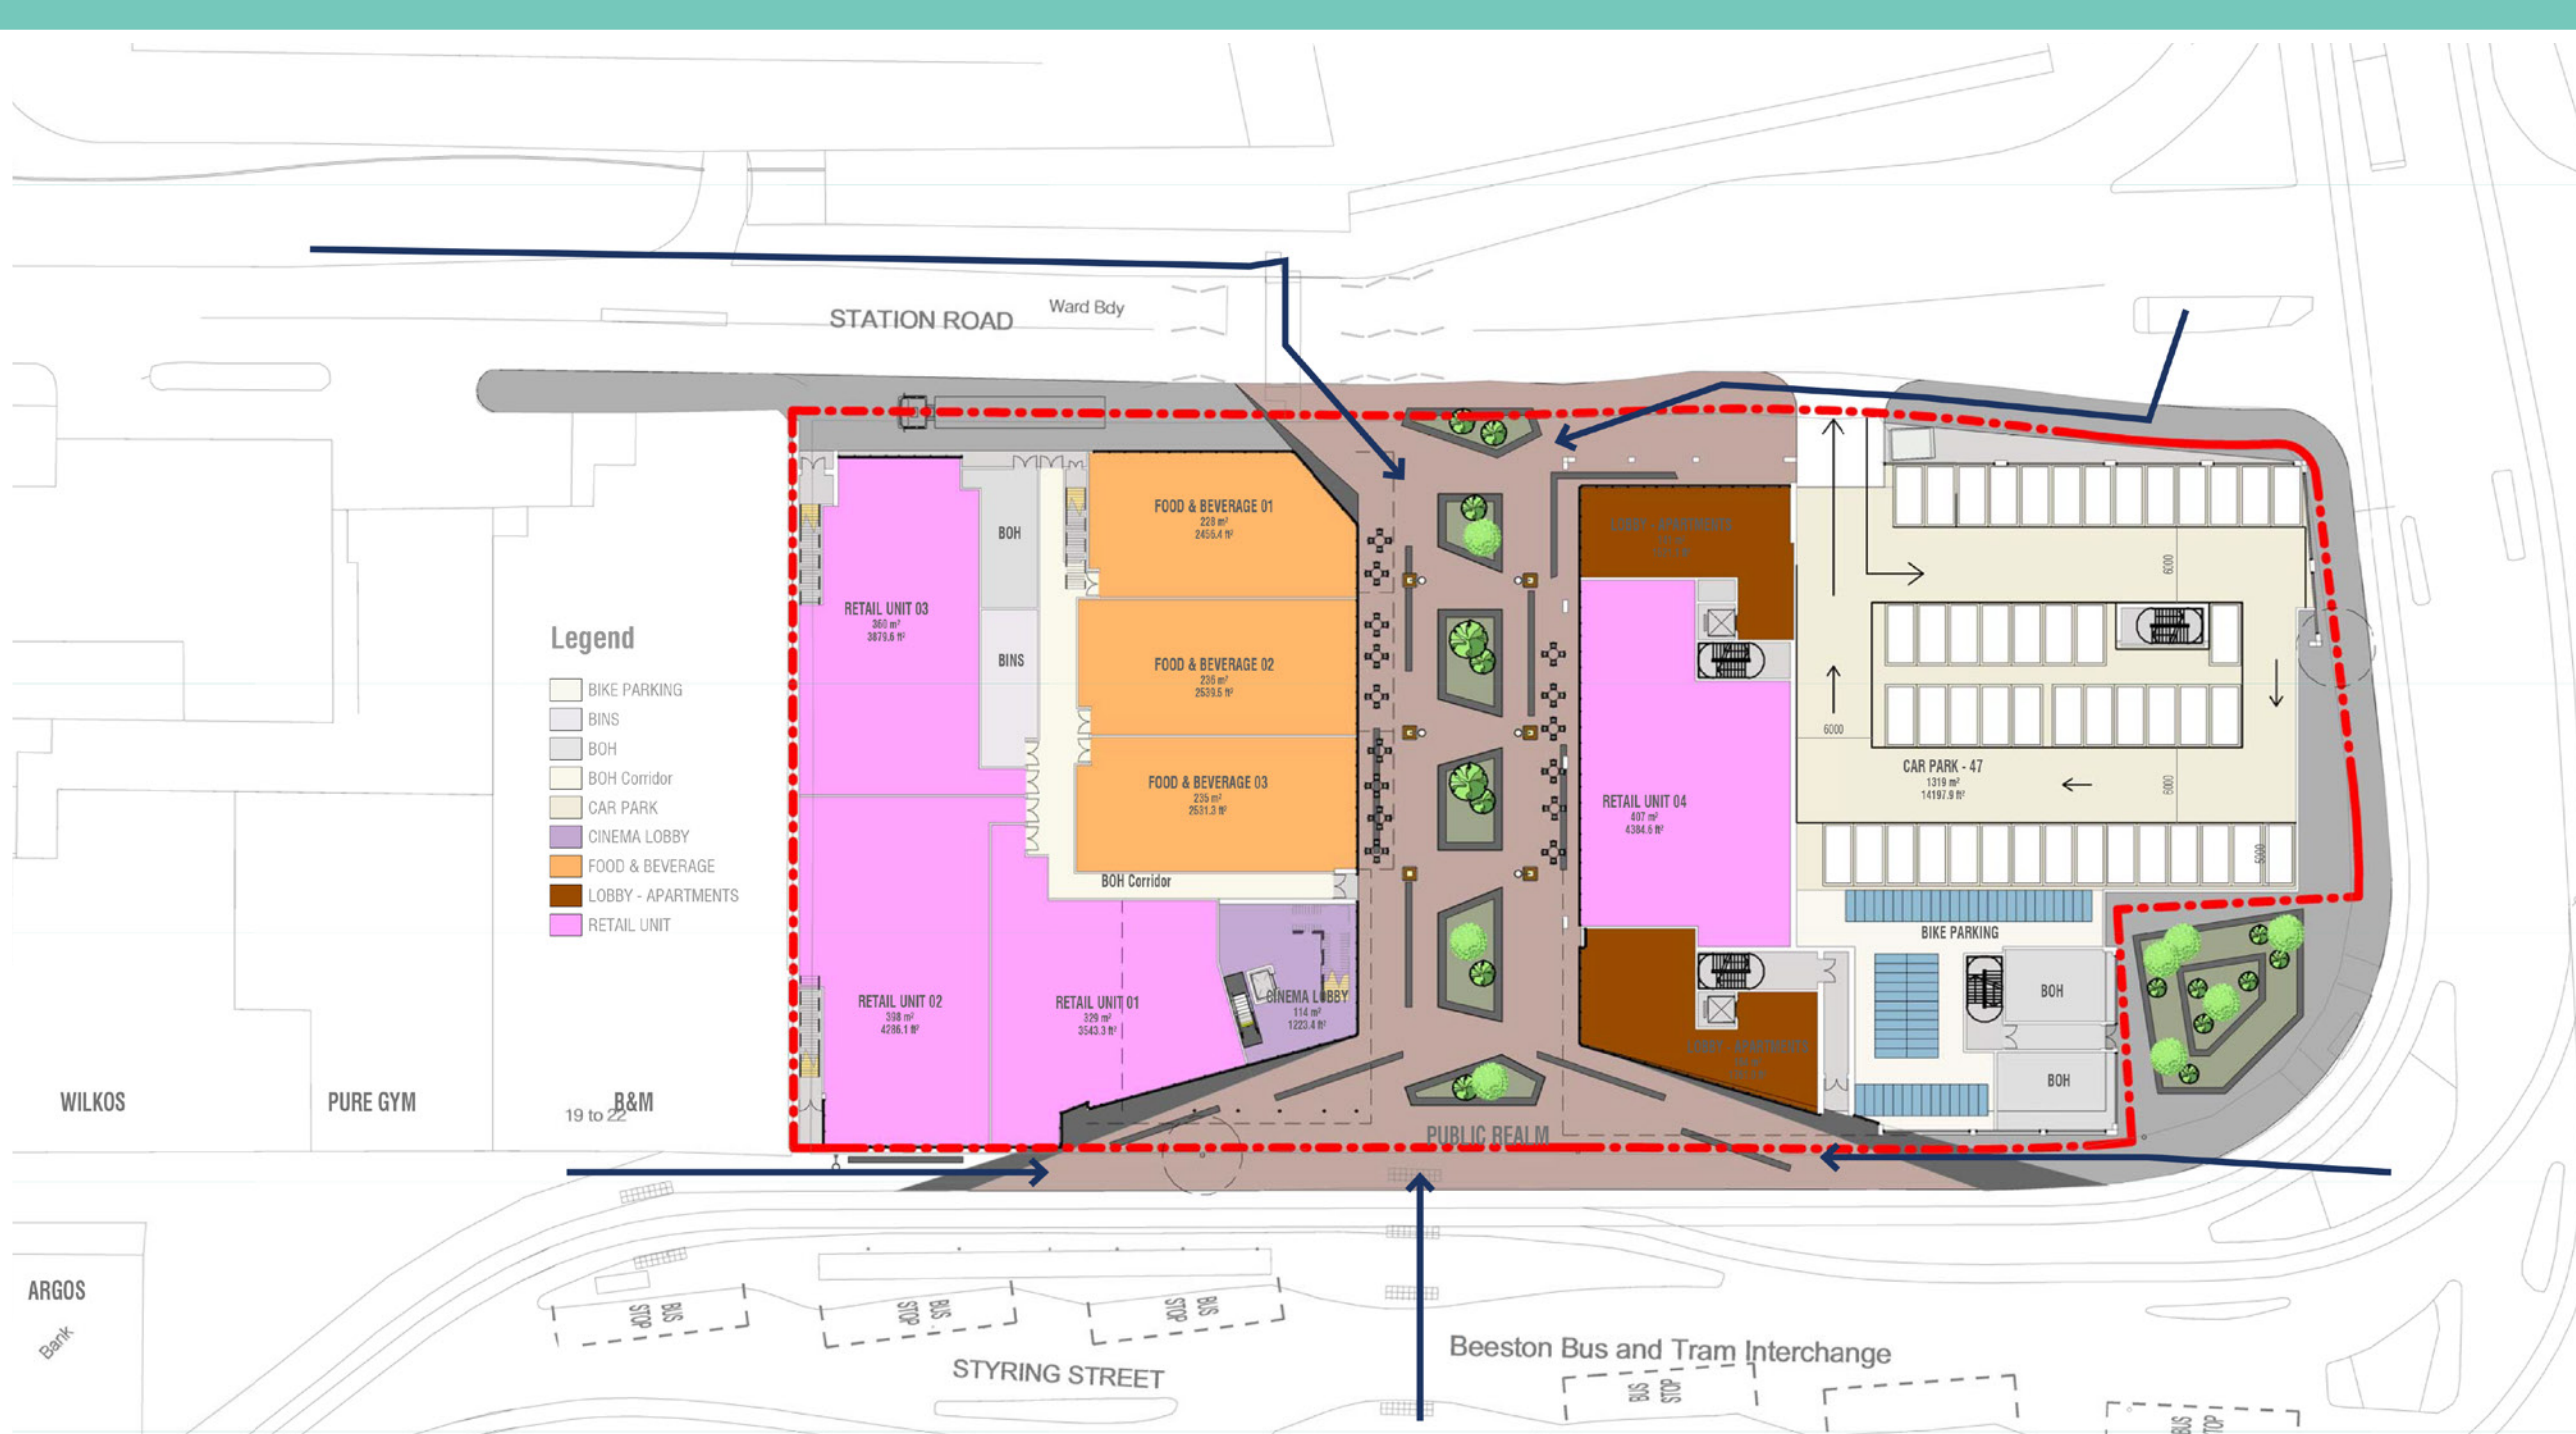 STATION ROAD
Ward Bdy
FOOD & BEVERAGE 01
228 m²
2456.4 ft²
LOBBY - APARTMENTS
BOH
6000
RETAIL UNIT 03
360 m²
3879.6 ft²
Legend
BIKE PARKING
BINS
BOH
BOH Corridor
CAR PARK
CINEMA LOBBY
FOOD & BEVERAGE
LOBBY - APARTMENTS
RETAIL UNIT
BINS
FOOD & BEVERAGE 02
236 m²
2539.5 ft²
6000
FOOD & BEVERAGE 03
235 m²
2531.3 ft²
RETAIL UNIT 04
407 m²
4384.6 ft²
CAR PARK - 47
1319 m²
14197.9 ft²
6000
6000
BOH Corridor
BIKE PARKING
RETAIL UNIT 02
398 m²
4286.1 ft²
RETAIL UNIT 01
329 m²
3543.3 ft²
CINEMA LOBBY
114 m²
1223.4 ft²
BOH
LOBBY - APARTMENTS
BOH
WILKOS
PURE GYM
B&M
19 to 22
PUBLIC REALM
ARGOS
Bank
BUS
STOP
BUS
STOP
BUS
STOP
STYRING STREET
Beeston Bus and Tram Interchange
BUS
STOP
BUS
STOP